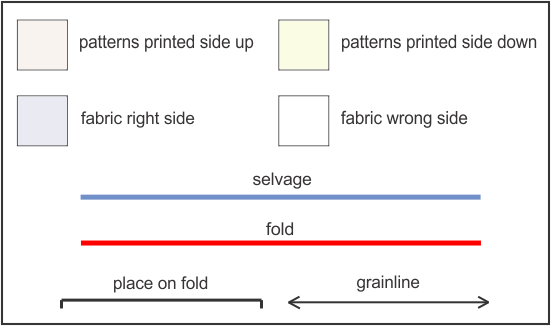 patterns printed side up
patterns printed side down
fabric right side
fabric wrong side
selvage
fold
place on fold
grainline